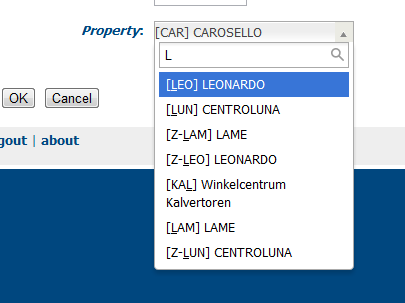 Property: [CAR] CAROSELLO
L
[LEO] LEONARDO
[LUN] CENTROLUNA
[Z-LAM] LAME
[Z-LEO] LEONARDO
[KAL] Winkelcentrum
Kalvertoren
[LAM] LAME
[Z-LUN] CENTROLUNA
OK Cancel
gout | about